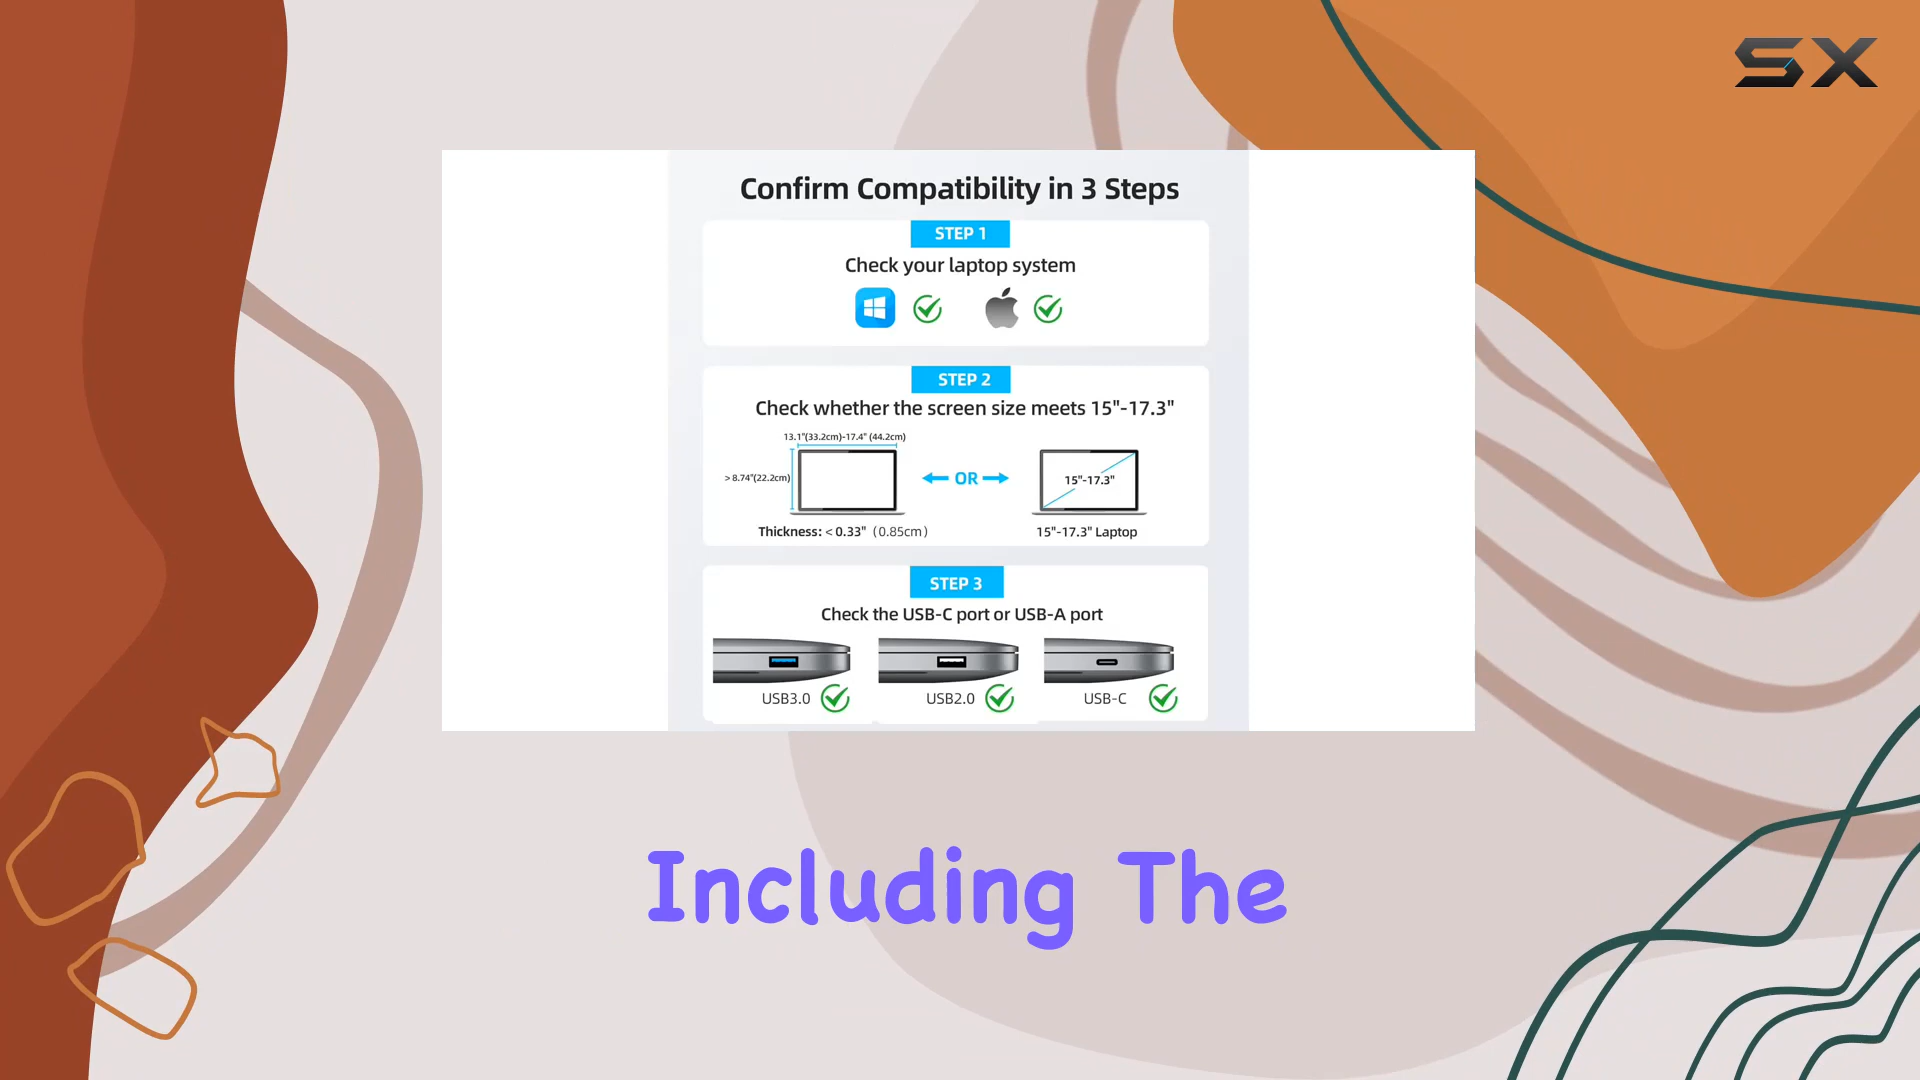 SX
Confirm Compatibility in 3 Steps
STEP 1
Check your laptop system
STEP 2
Check whether the screen size meets 15"-17.3"
13.1"(33.2cm)-17.4" (44.2cm)
> 8.74"(22.2cm)
OR
15"-17.3"
Thickness: < 0.33" (0.85cm)
15"-17.3" Laptop
STEP 3
Check the USB-C port or USB-A port
USB3.0
USB2.0
USB-C
Including The